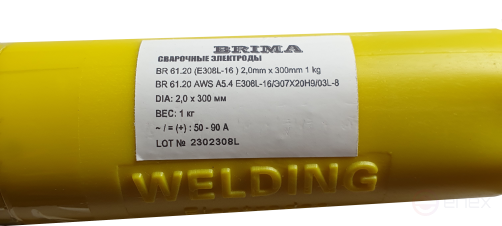 BRIMA
СВАРОЧНЫЕ ЭЛЕКТРОДЫ
BR 61.20 (E308L-16 ) 2,0mm x 300mm 1 kg
BR 61.20 AWS A5.4 E308L-16/Э07Х20Н9/03L-8
DIA: 2,0 x 300 мм
ВЕС: 1 кг
~ / = (+) : 50 - 90 A
LOT № 2302308L
WELDING